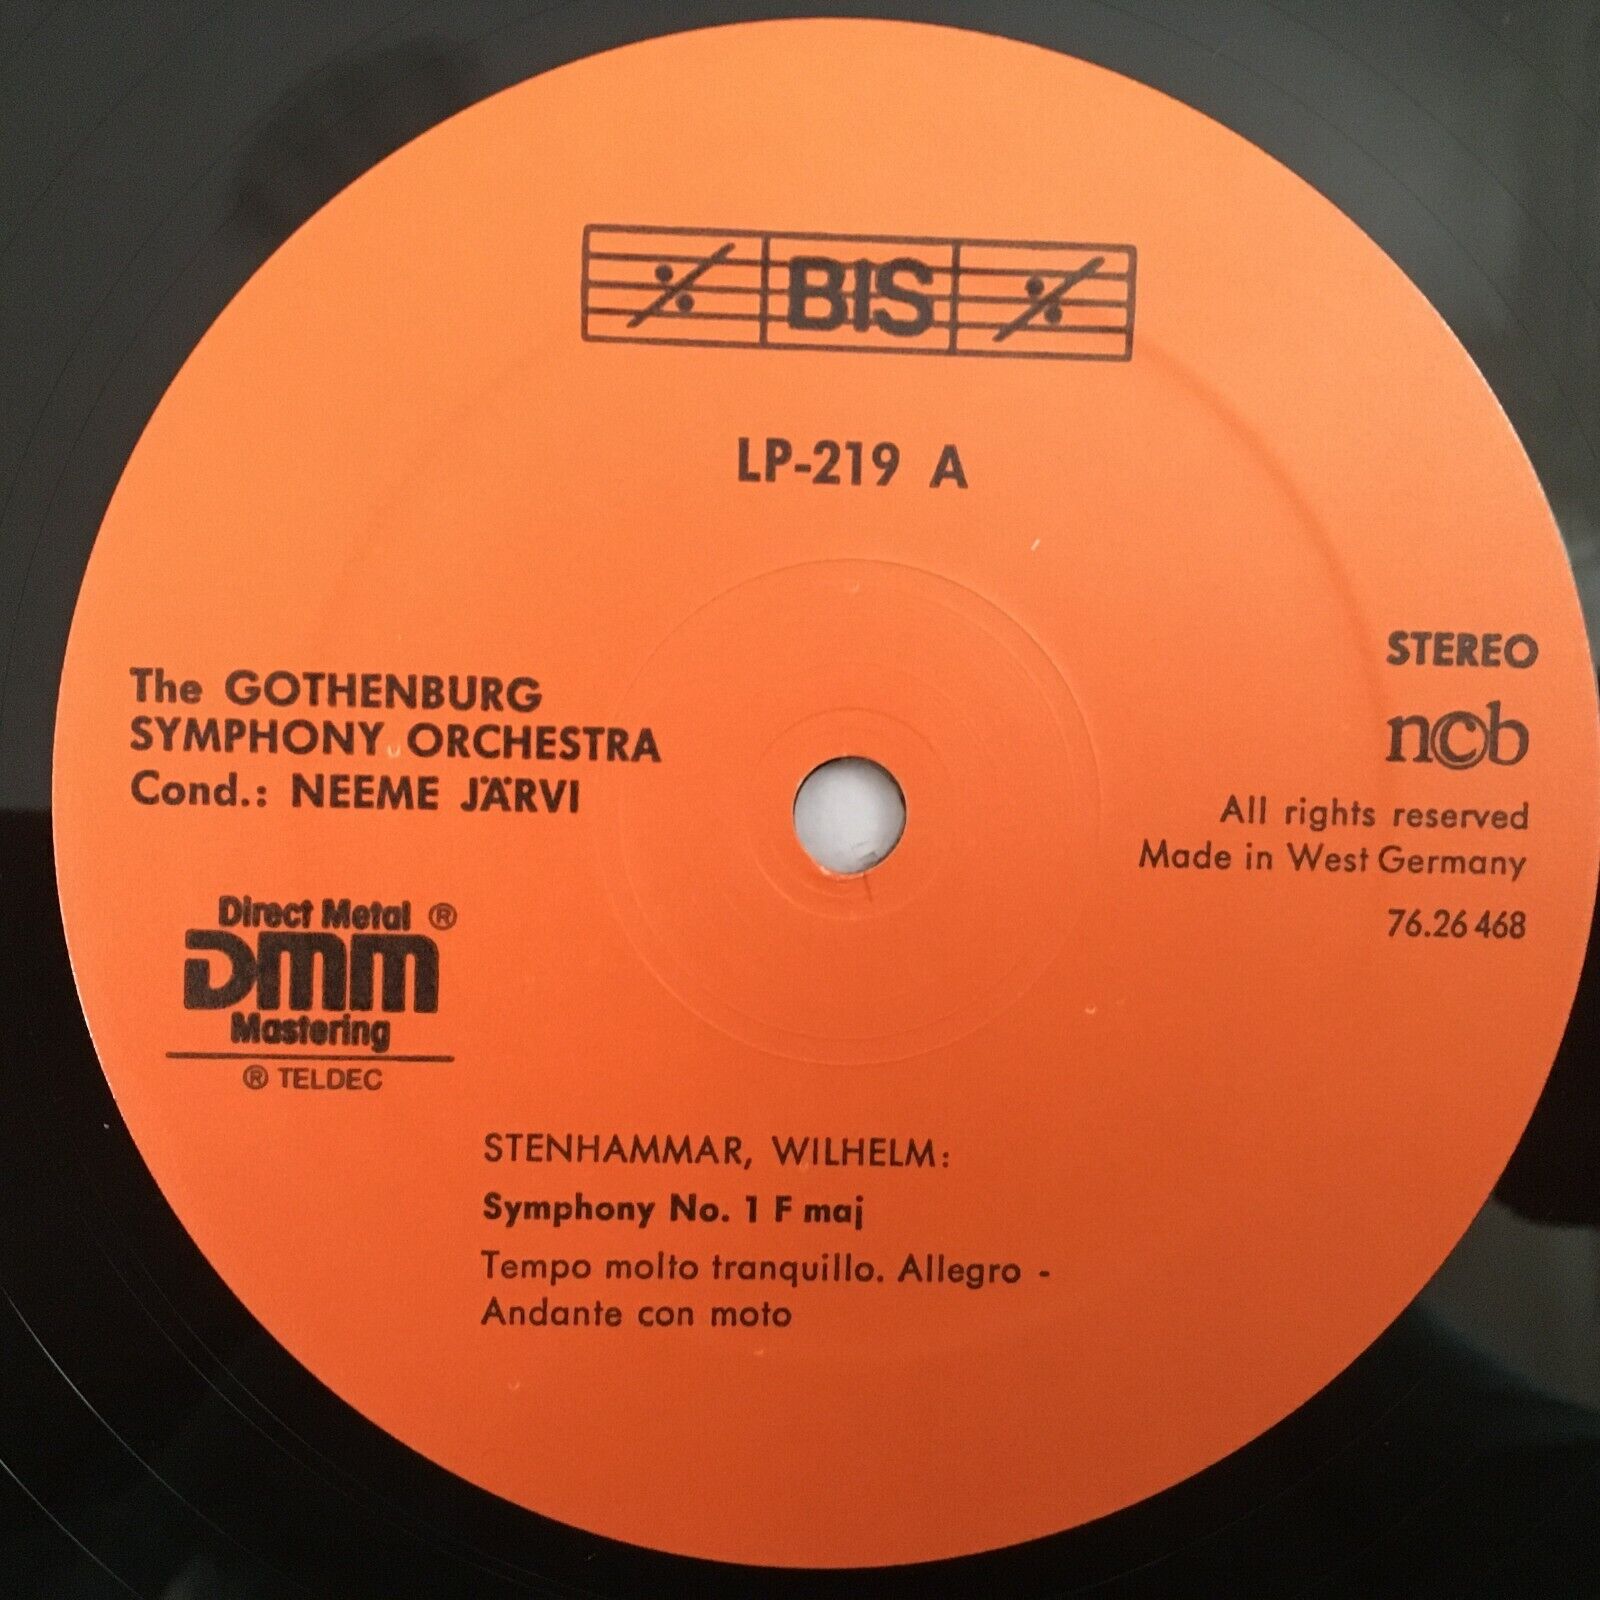 BIS
LP-219 A
The GOTHENBURG
SYMPHONY ORCHESTRA
Cond.: NEEME JÄRVI
STEREO
ncb
All rights reserved
Made in West Germany
76.26 468
Direct Metal ®
DMM
Mastering
® TELDEC
STENHAMMAR, WILHELM:
Symphony No. 1 F maj
Tempo molto tranquillo. Allegro -
Andante con moto